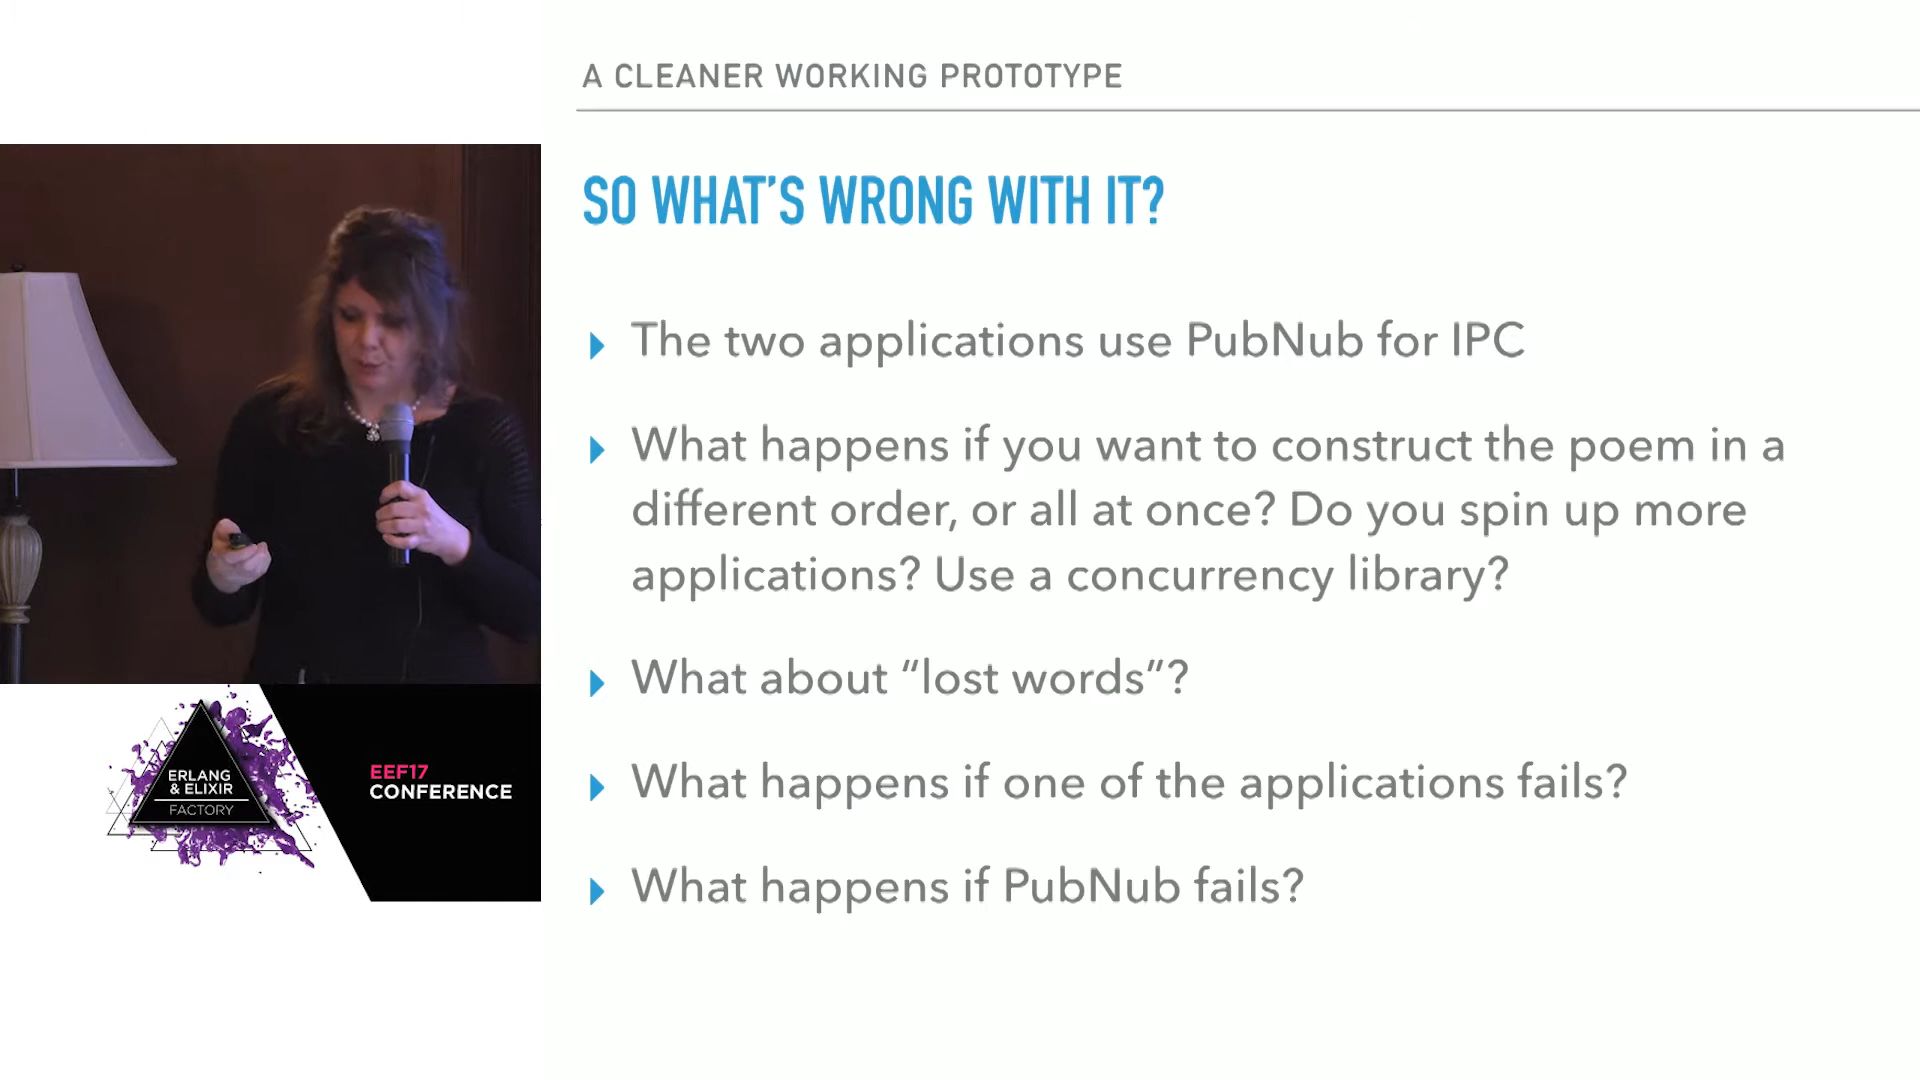 A CLEANER WORKING PROTOTYPE
SO WHAT'S WRONG WITH IT?
The two applications use PubNub for IPC
What happens if you want to construct the poem in a
different order, or all at once? Do you spin up more
applications? Use a concurrency library?
What about “lost words”?
What happens if one of the applications fails?
What happens if PubNub fails?
ERLANG
& ELIXIR
FACTORY
EEF17
CONFERENCE